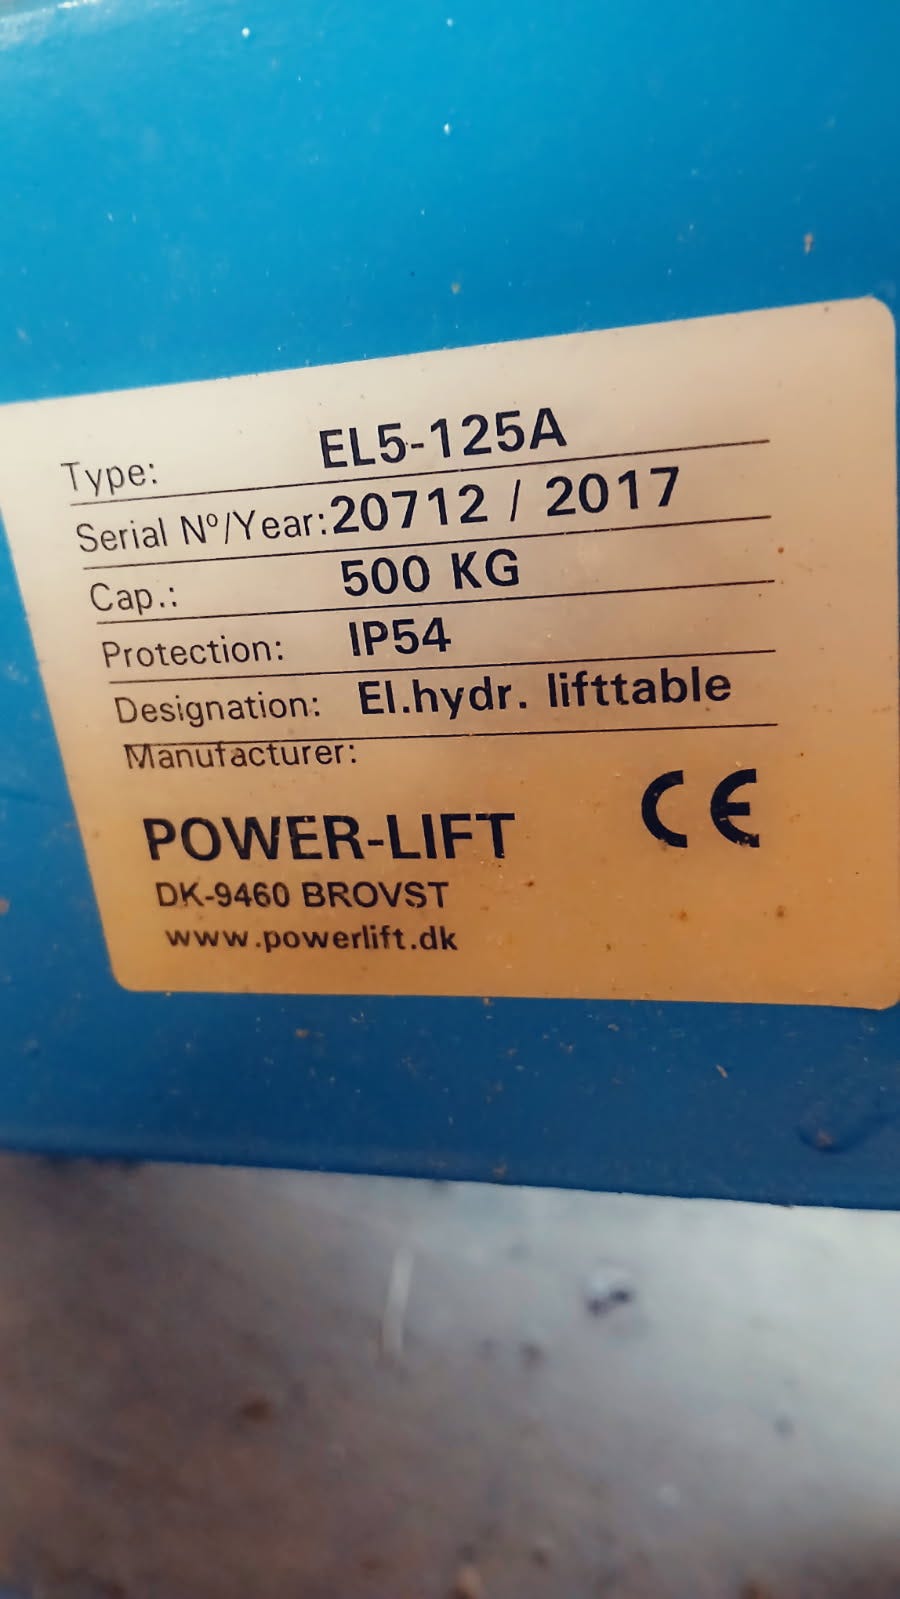 Type: EL5-125A
Serial Nº/Year: 20712 / 2017
Cap.: 500 KG
Protection: IP54
Designation: El.hydr. lifttable
Manufacturer:
POWER-LIFT CE
DK-9460 BROVST
www.powerlift.dk